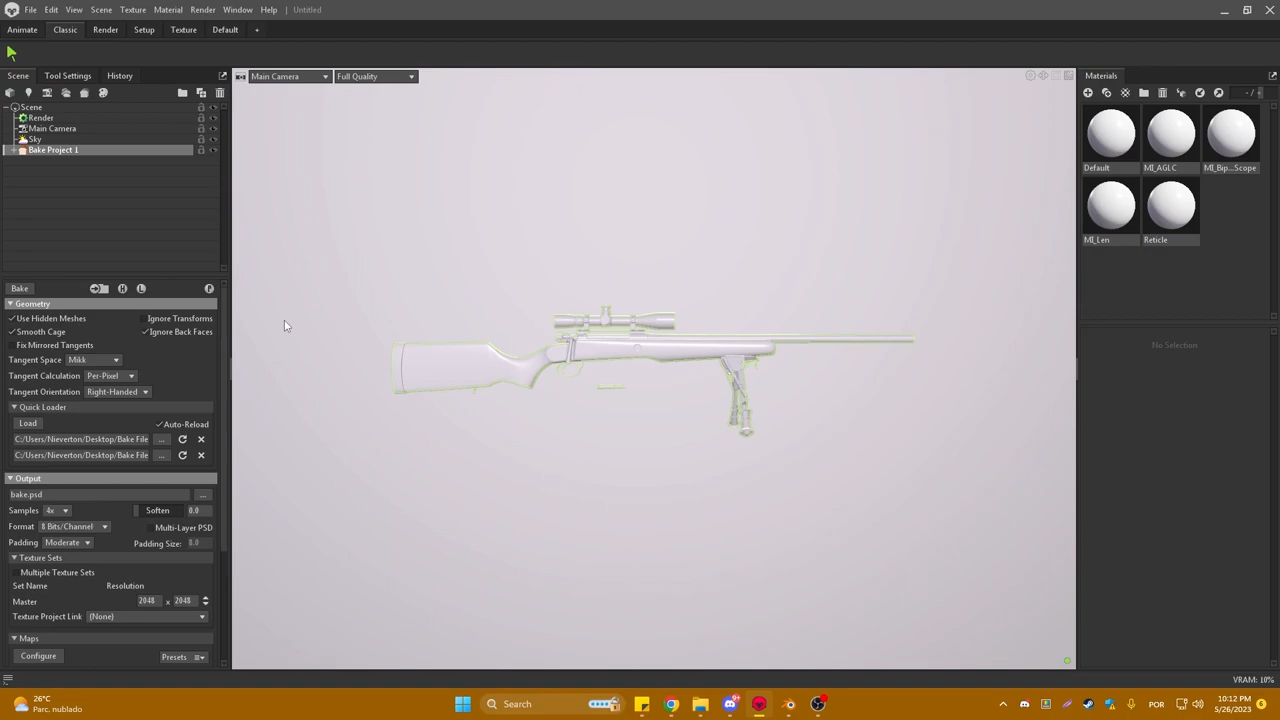 File Edit View Scene Texture Material Render Window Help Untitled
Animate Classic Render Setup Texture Default +
Scene Tool Settings History
Main Camera Full Quality
Materials
- /
Scene
Render
Main Camera
Sky
Bake Project 1
Default MI_AGLC MI_Bip...Scope
MI_Len Reticle
Bake
Geometry
Use Hidden Meshes Ignore Transforms
Smooth Cage Ignore Back Faces
Fix Mirrored Tangents
Tangent Space Mikk
Tangent Calculation Per-Pixel
Tangent Orientation Right-Handed
Quick Loader
Load Auto-Reload
C:/Users/Nieverton/Desktop/Bake File ...
C:/Users/Nieverton/Desktop/Bake File ...
Output
bake.psd ...
Samples 4x Soften 0.0
Format 8 Bits/Channel Multi-Layer PSD
Padding Moderate Padding Size: 8.0
Texture Sets
Multiple Texture Sets
Set Name Resolution
Master 2048 x 2048
Texture Project Link (None)
Maps
Configure Presets
No Selection
VRAM: 10%
26°C
Parc. nublado
Search
POR
10:12 PM
5/26/2023
6